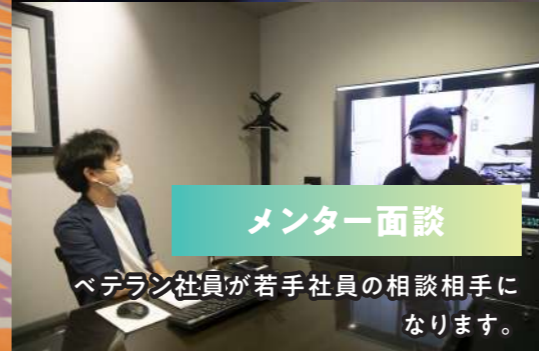 メンター面談
ベテラン社員が若手社員の相談相手に
なります。